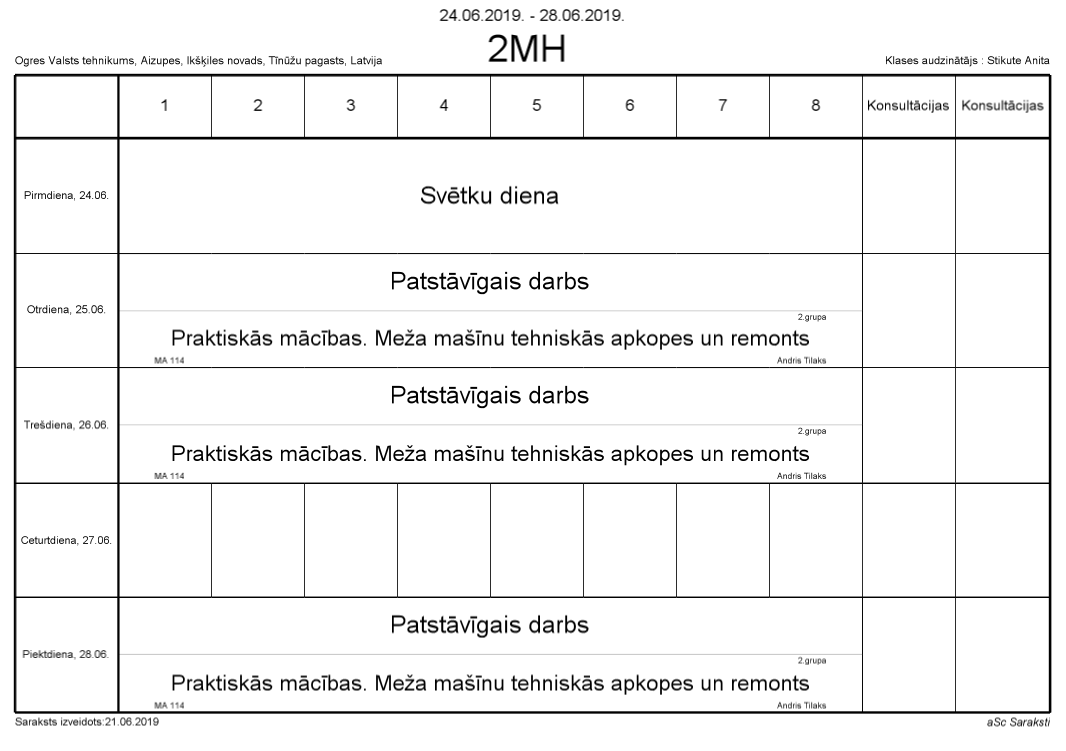 24.06.2019. - 28.06.2019.
2MH
Ogres Valsts tehnikums, Aizupes, Ikšķiles novads, Tīnūžu pagasts, Latvija
Klases audzinātājs : Stikute Anita
1 2 3 4 5 6 7 8 Konsultācijas Konsultācijas
Pirmdiena, 24.06.
Svētku diena
Otrdiena, 25.06.
Patstāvīgais darbs
2.grupa
Praktiskās mācības. Meža mašīnu tehniskās apkopes un remonts
MA 114 Andris Tilaks
Trešdiena, 26.06.
Patstāvīgais darbs
2.grupa
Praktiskās mācības. Meža mašīnu tehniskās apkopes un remonts
MA 114 Andris Tilaks
Ceturtdiena, 27.06.
Piektdiena, 28.06.
Patstāvīgais darbs
2.grupa
Praktiskās mācības. Meža mašīnu tehniskās apkopes un remonts
MA 114 Andris Tilaks
Saraksts izveidots:21.06.2019
aSc Saraksti